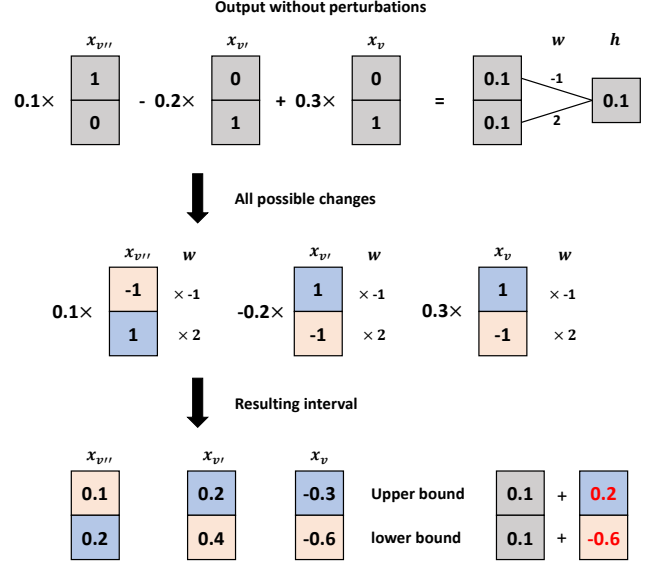 Output without perturbations
x_{v''} x_{v'} x_v w h
1 0 0 0.1 -1
0.1× - 0.2× + 0.3× = 0.1
0 1 1 0.1 2
All possible changes
x_{v''} w x_{v'} w x_v w
-1 × -1 1 × -1 1 × -1
0.1× -0.2× 0.3×
1 × 2 -1 × 2 -1 × 2
Resulting interval
x_{v''} x_{v'} x_v
0.1 0.2 -0.3 Upper bound 0.1 + 0.2
0.2 0.4 -0.6 lower bound 0.1 + -0.6